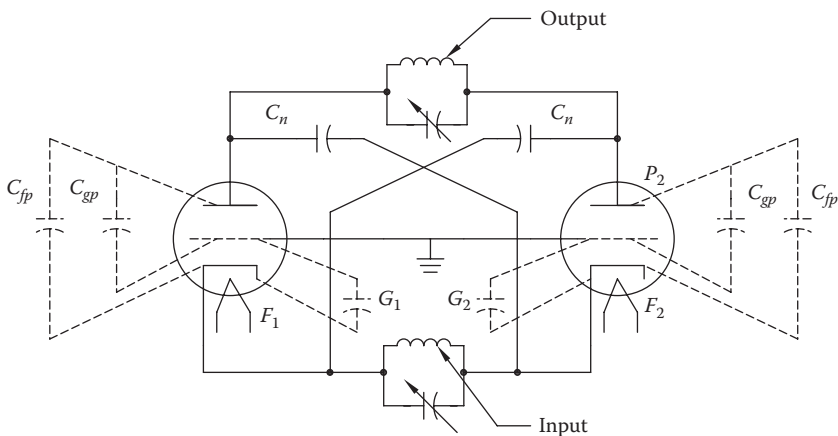 Output
C_n
C_n
P_2
C_fp
C_gp
C_gp
C_fp
G_1
G_2
F_1
F_2
Input